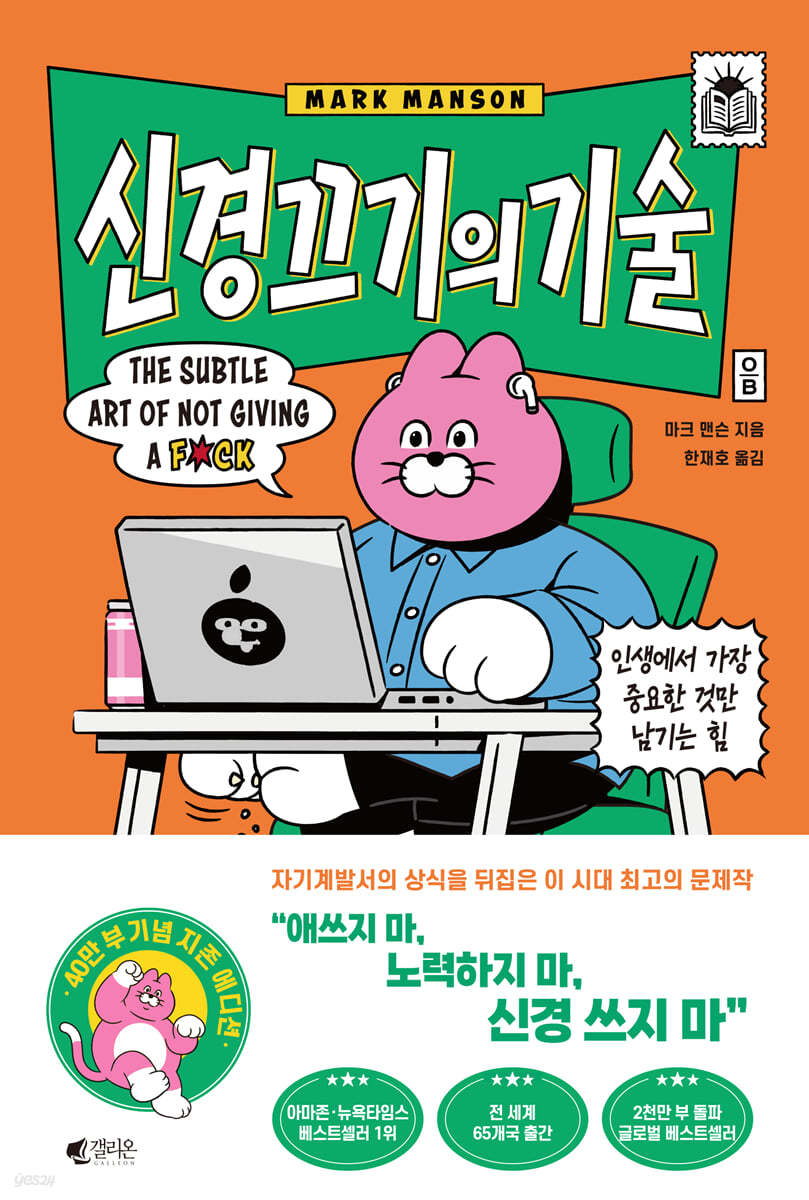 MARK MANSON
신경끄기의 기술
THE SUBTLE
ART OF NOT GIVING
A F*CK
O
B
마크 맨슨 지음
한재호 옮김
인생에서 가장
중요한 것만
남기는 힘
자기계발서의 상식을 뒤집은 이 시대 최고의 문제작
“애쓰지 마,
노력하지 마,
신경 쓰지 마”
·40만 부 기념 지존 에디션·
아마존·뉴욕타임스
베스트셀러 1위
전 세계
65개국 출간
2천만 부 돌파
글로벌 베스트셀러
갤리온
GALLEON
yes24